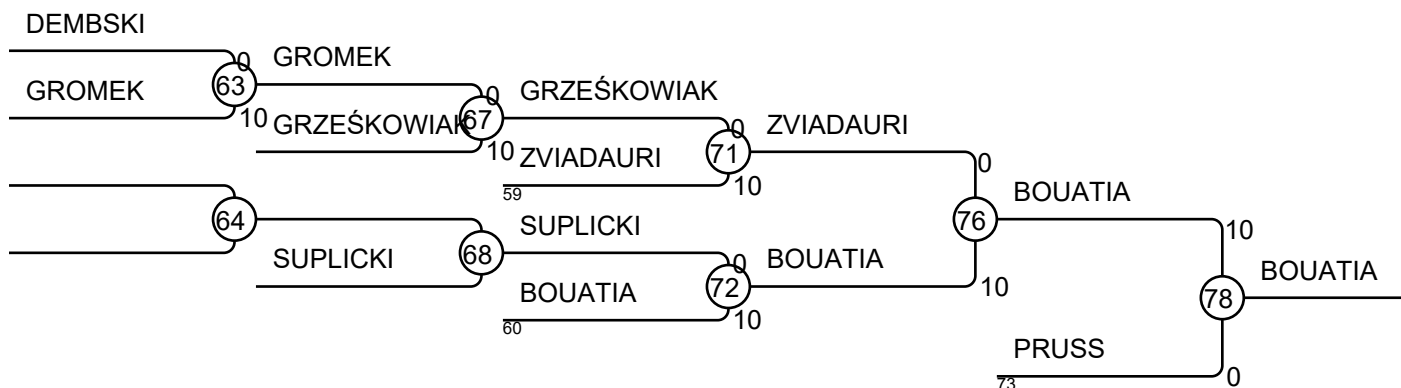 DEMBSKI
0
GROMEK
63
10
GROMEK
0
GRZEŚKOWIAK
67
10
GRZEŚKOWIAK
0
ZVIADAURI
71
59
10
ZVIADAURI
0
64
SUPLICKI
68
SUPLICKI
0
BOUATIA
72
60
10
BOUATIA
76
10
BOUATIA
10
PRUSS
78
73
0
BOUATIA